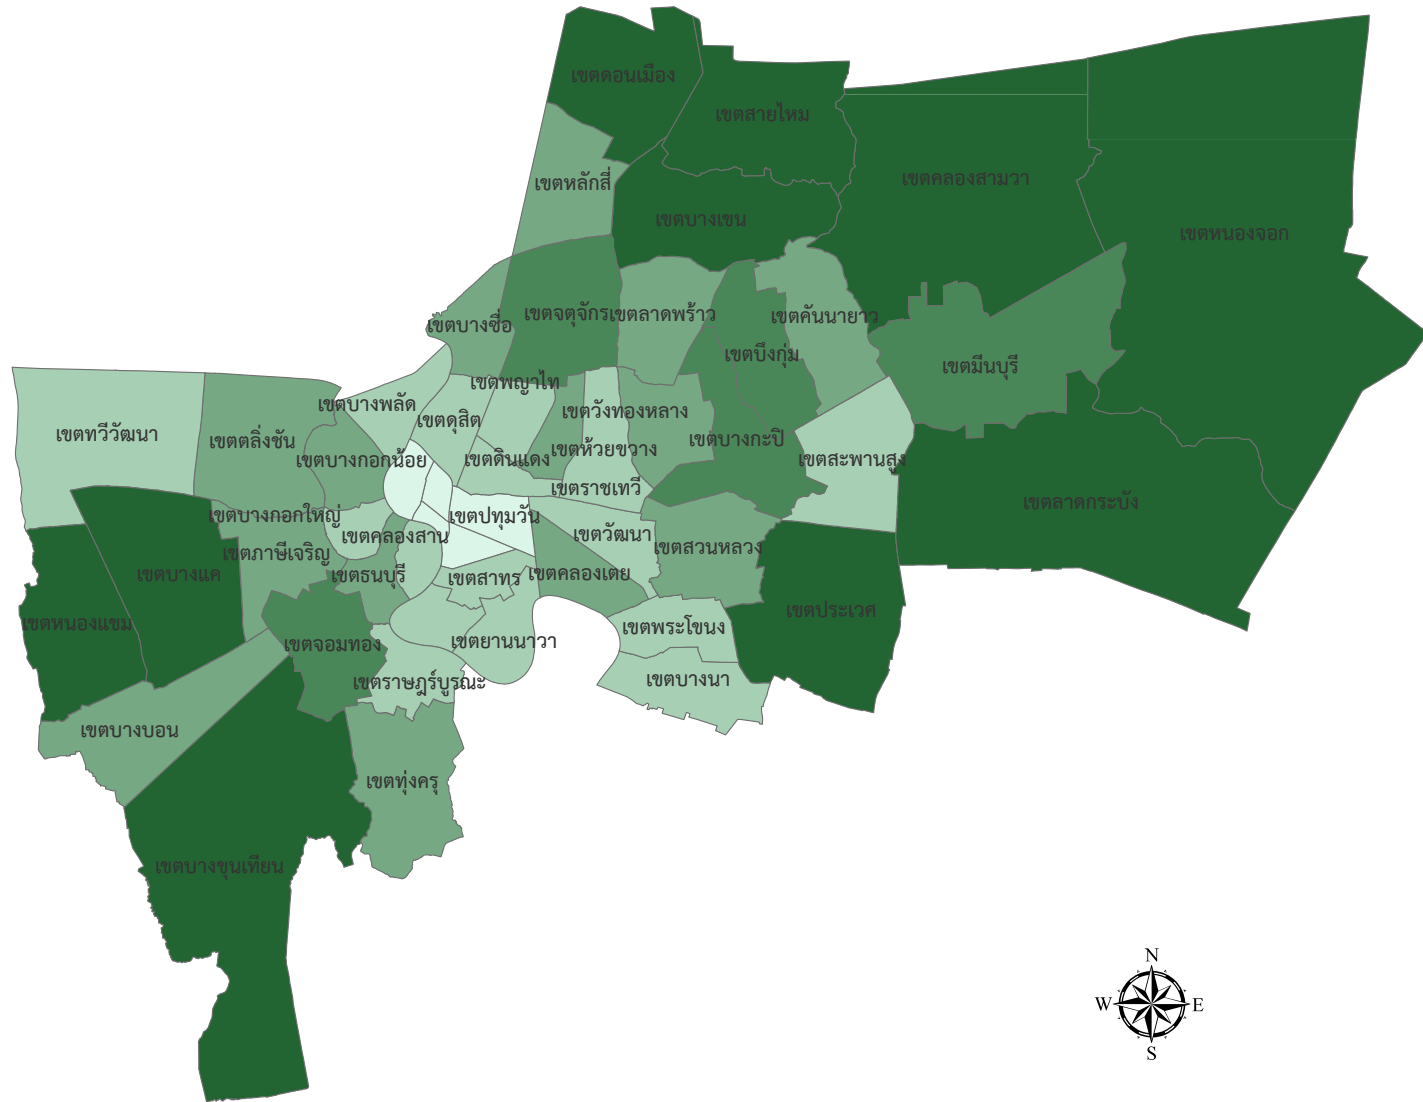 เขตดอนเมือง
เขตสายไหม
เขตคลองสามวา
เขตหลักสี่
เขตบางเขน
เขตหนองจอก
เขตจตุจักร
เขตลาดพร้าว
เขตคันนายาว
เขตบางซื่อ
เขตบึงกุ่ม
เขตมีนบุรี
เขตพญาไท
เขตบางพลัด
เขตดุสิต
เขตวังทองหลาง
เขตทวีวัฒนา
เขตตลิ่งชัน
เขตบางกะปิ
เขตห้วยขวาง
เขตบางกอกน้อย
เขตดินแดง
เขตสะพานสูง
เขตราชเทวี
เขตลาดกระบัง
เขตบางกอกใหญ่
เขตปทุมวัน
เขตคลองสาน
เขตวัฒนา
เขตสวนหลวง
เขตภาษีเจริญ
เขตบางแค
เขตธนบุรี
เขตสาทร
เขตคลองเตย
เขตประเวศ
เขตหนองแขม
เขตพระโขนง
เขตจอมทอง
เขตยานนาวา
เขตราษฎร์บูรณะ
เขตบางนา
เขตบางบอน
เขตทุ่งครุ
เขตบางขุนเทียน
N
W
E
S